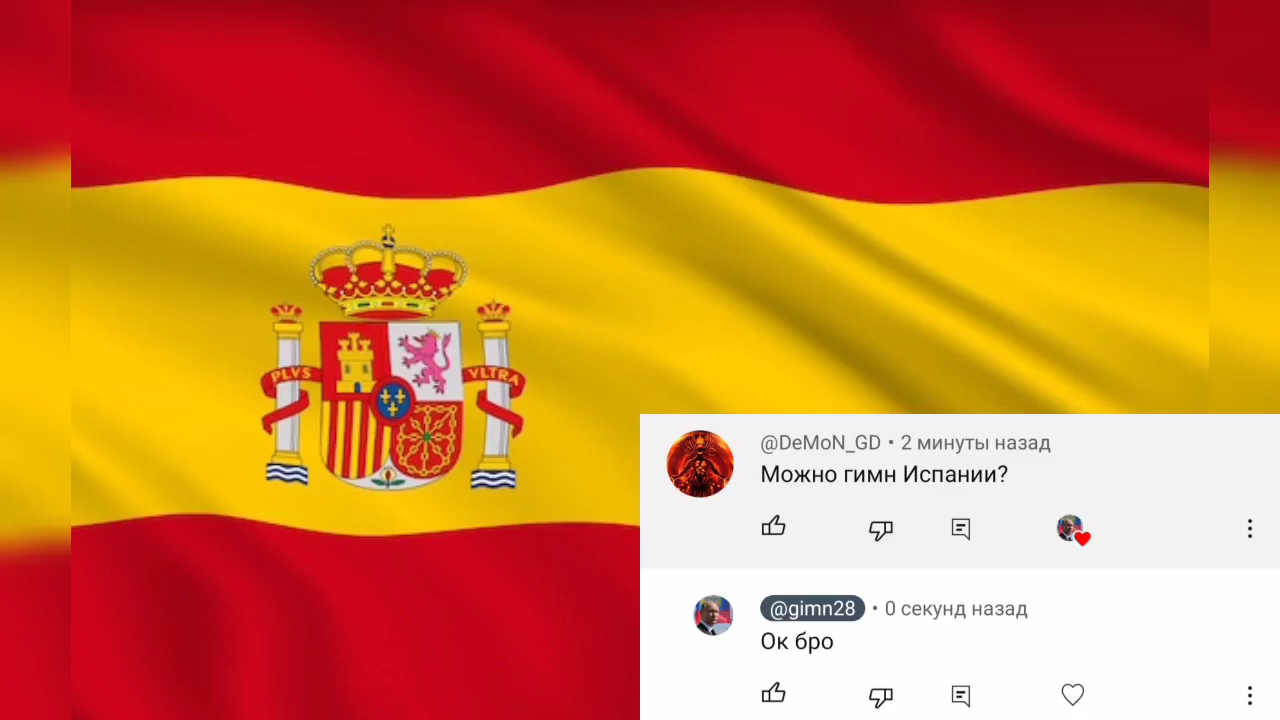 PLVS VLTRA
@DeMoN_GD • 2 минуты назад
Можно гимн Испании?
@gimn28 • 0 секунд назад
Ок бро